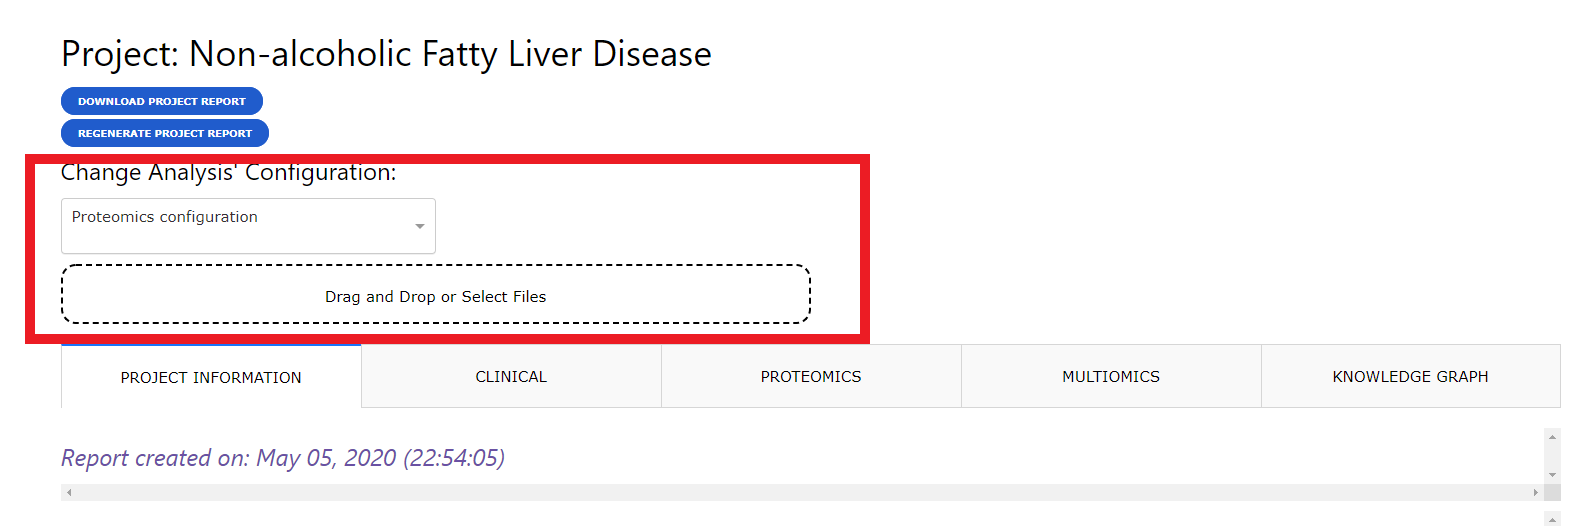 Project: Non-alcoholic Fatty Liver Disease
DOWNLOAD PROJECT REPORT
REGENERATE PROJECT REPORT
Change Analysis' Configuration:
Proteomics configuration
Drag and Drop or Select Files
PROJECT INFORMATION
CLINICAL
PROTEOMICS
MULTIOMICS
KNOWLEDGE GRAPH
Report created on: May 05, 2020 (22:54:05)